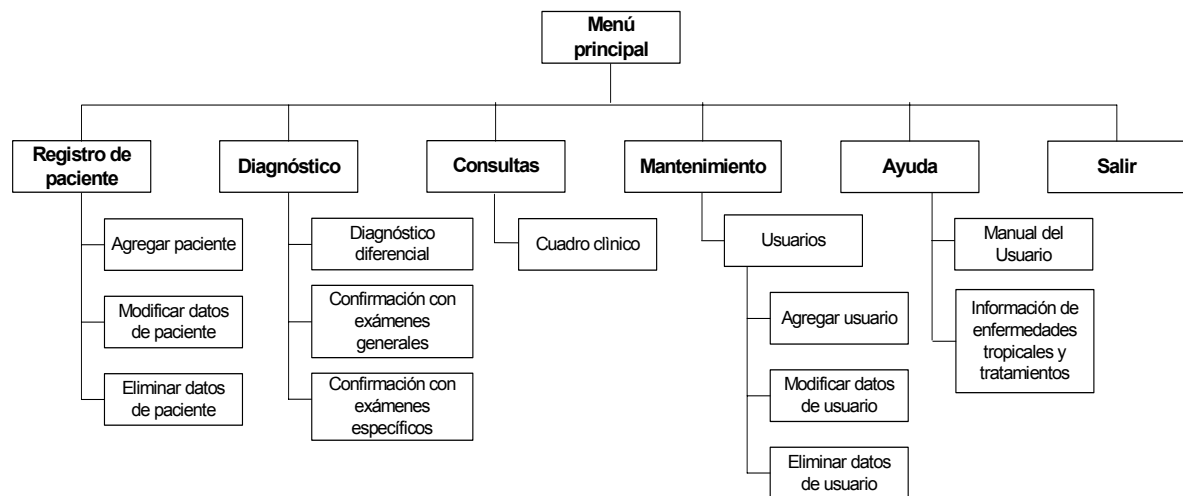 Menú
principal
Registro de
paciente
Diagnóstico
Consultas
Mantenimiento
Ayuda
Salir
Agregar paciente
Modificar datos
de paciente
Eliminar datos
de paciente
Diagnóstico
diferencial
Confirmación con
exámenes
generales
Confirmación con
exámenes
específicos
Cuadro clìnico
Usuarios
Agregar usuario
Modificar datos
de usuario
Eliminar datos
de usuario
Manual del
Usuario
Información de
enfermedades
tropicales y
tratamientos